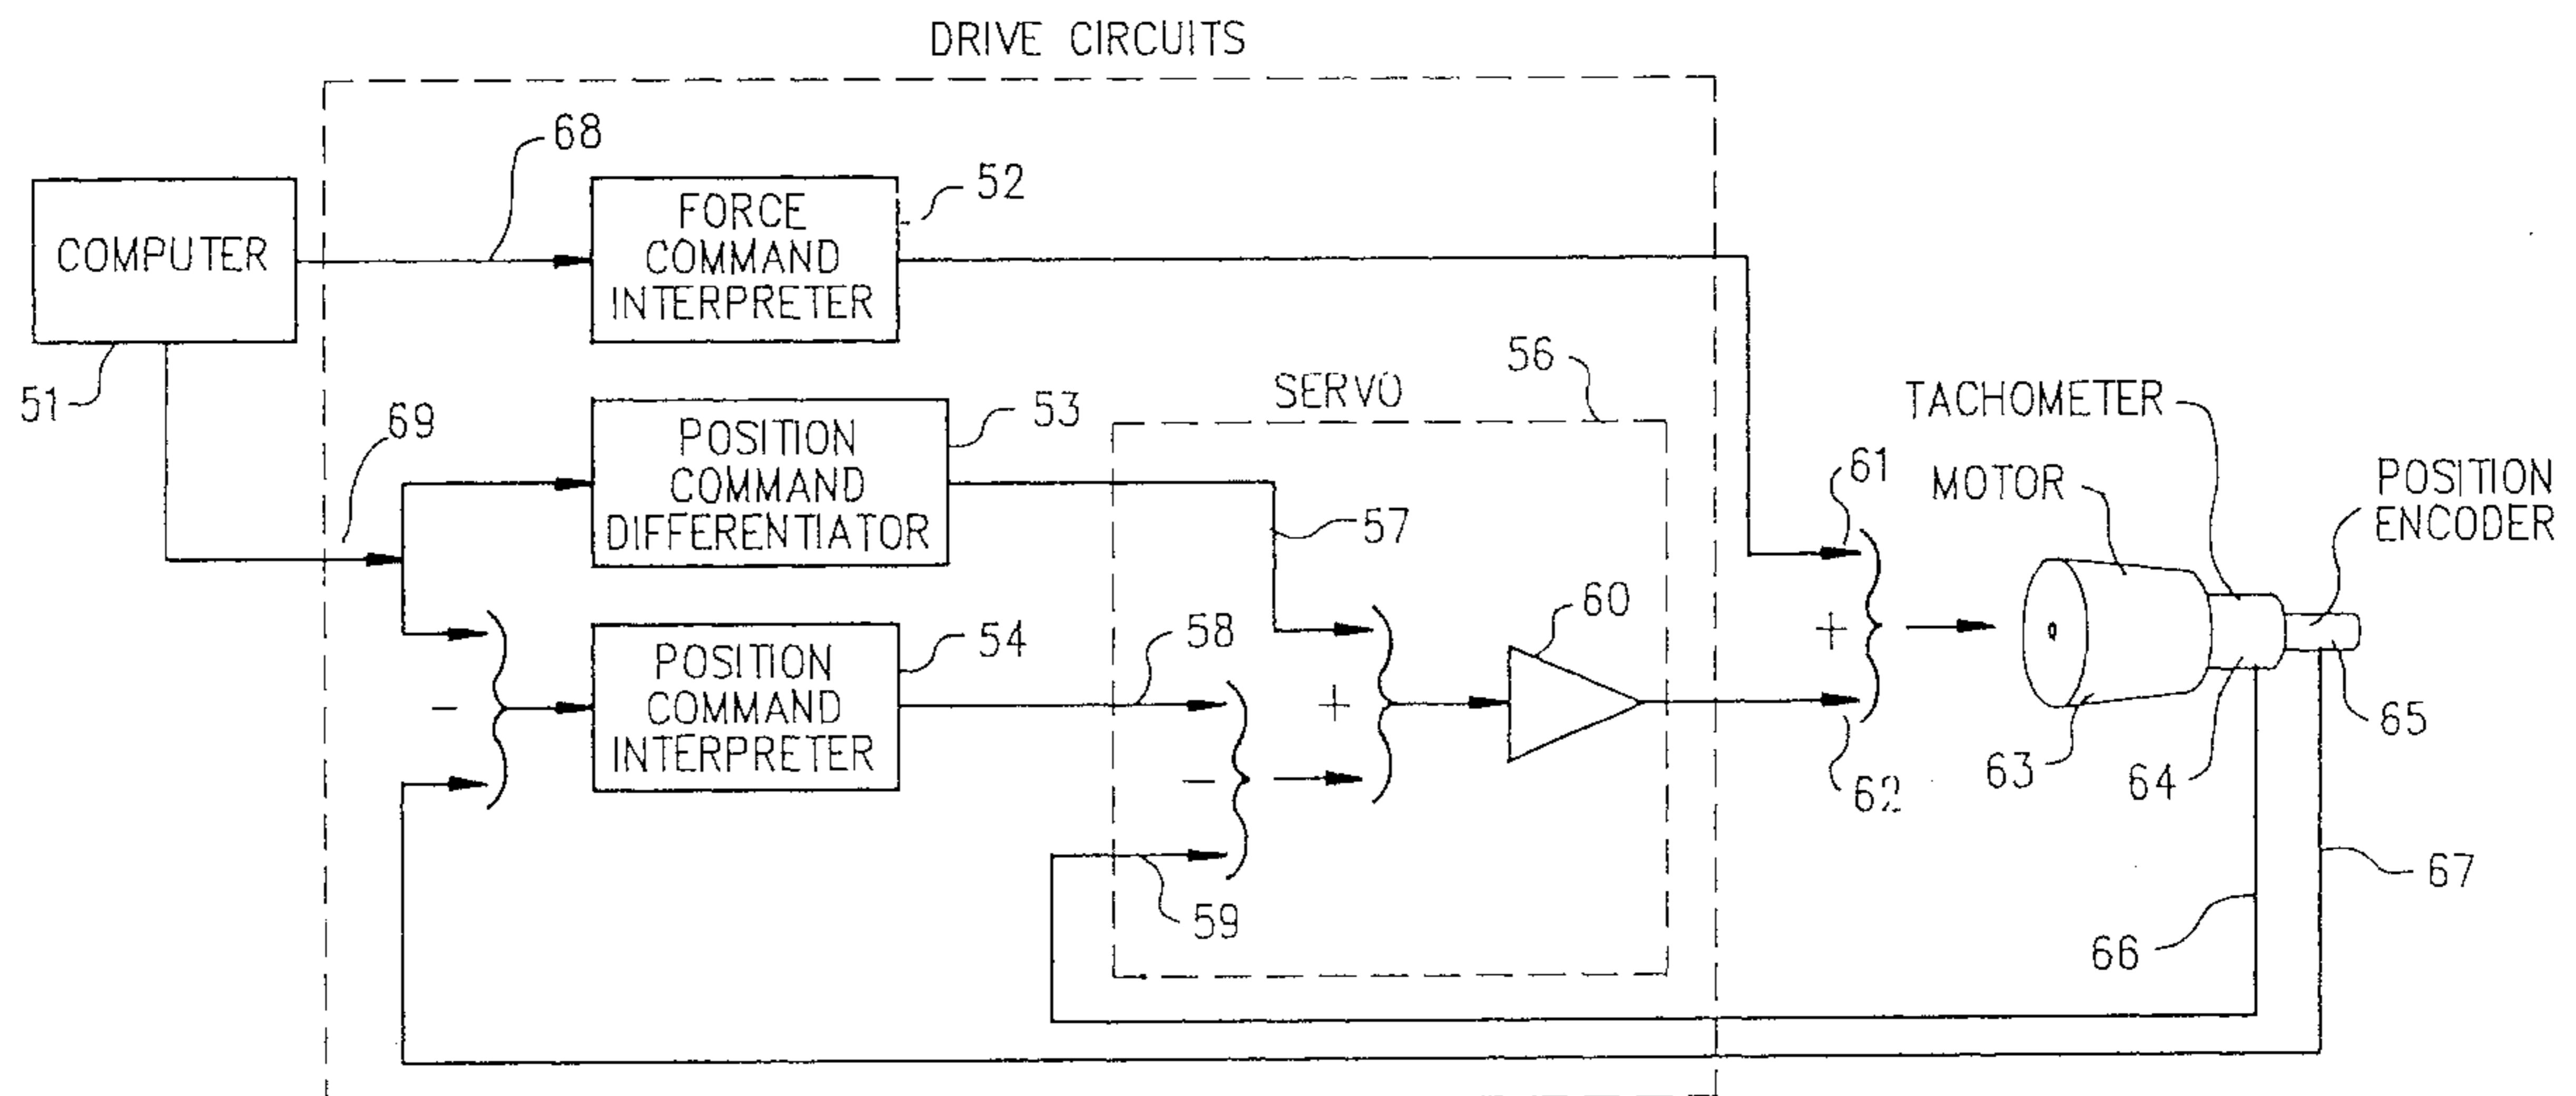 DRIVE CIRCUITS
68
52
COMPUTER
FORCE
COMMAND
INTERPRETER
51
69
53
POSITION
COMMAND
DIFFERENTIATOR
SERVO
56
57
TACHOMETER
MOTOR
POSITION
ENCODER
61
+
62
54
POSITION
COMMAND
INTERPRETER
-
58
+
-
60
59
63
64
65
66
67